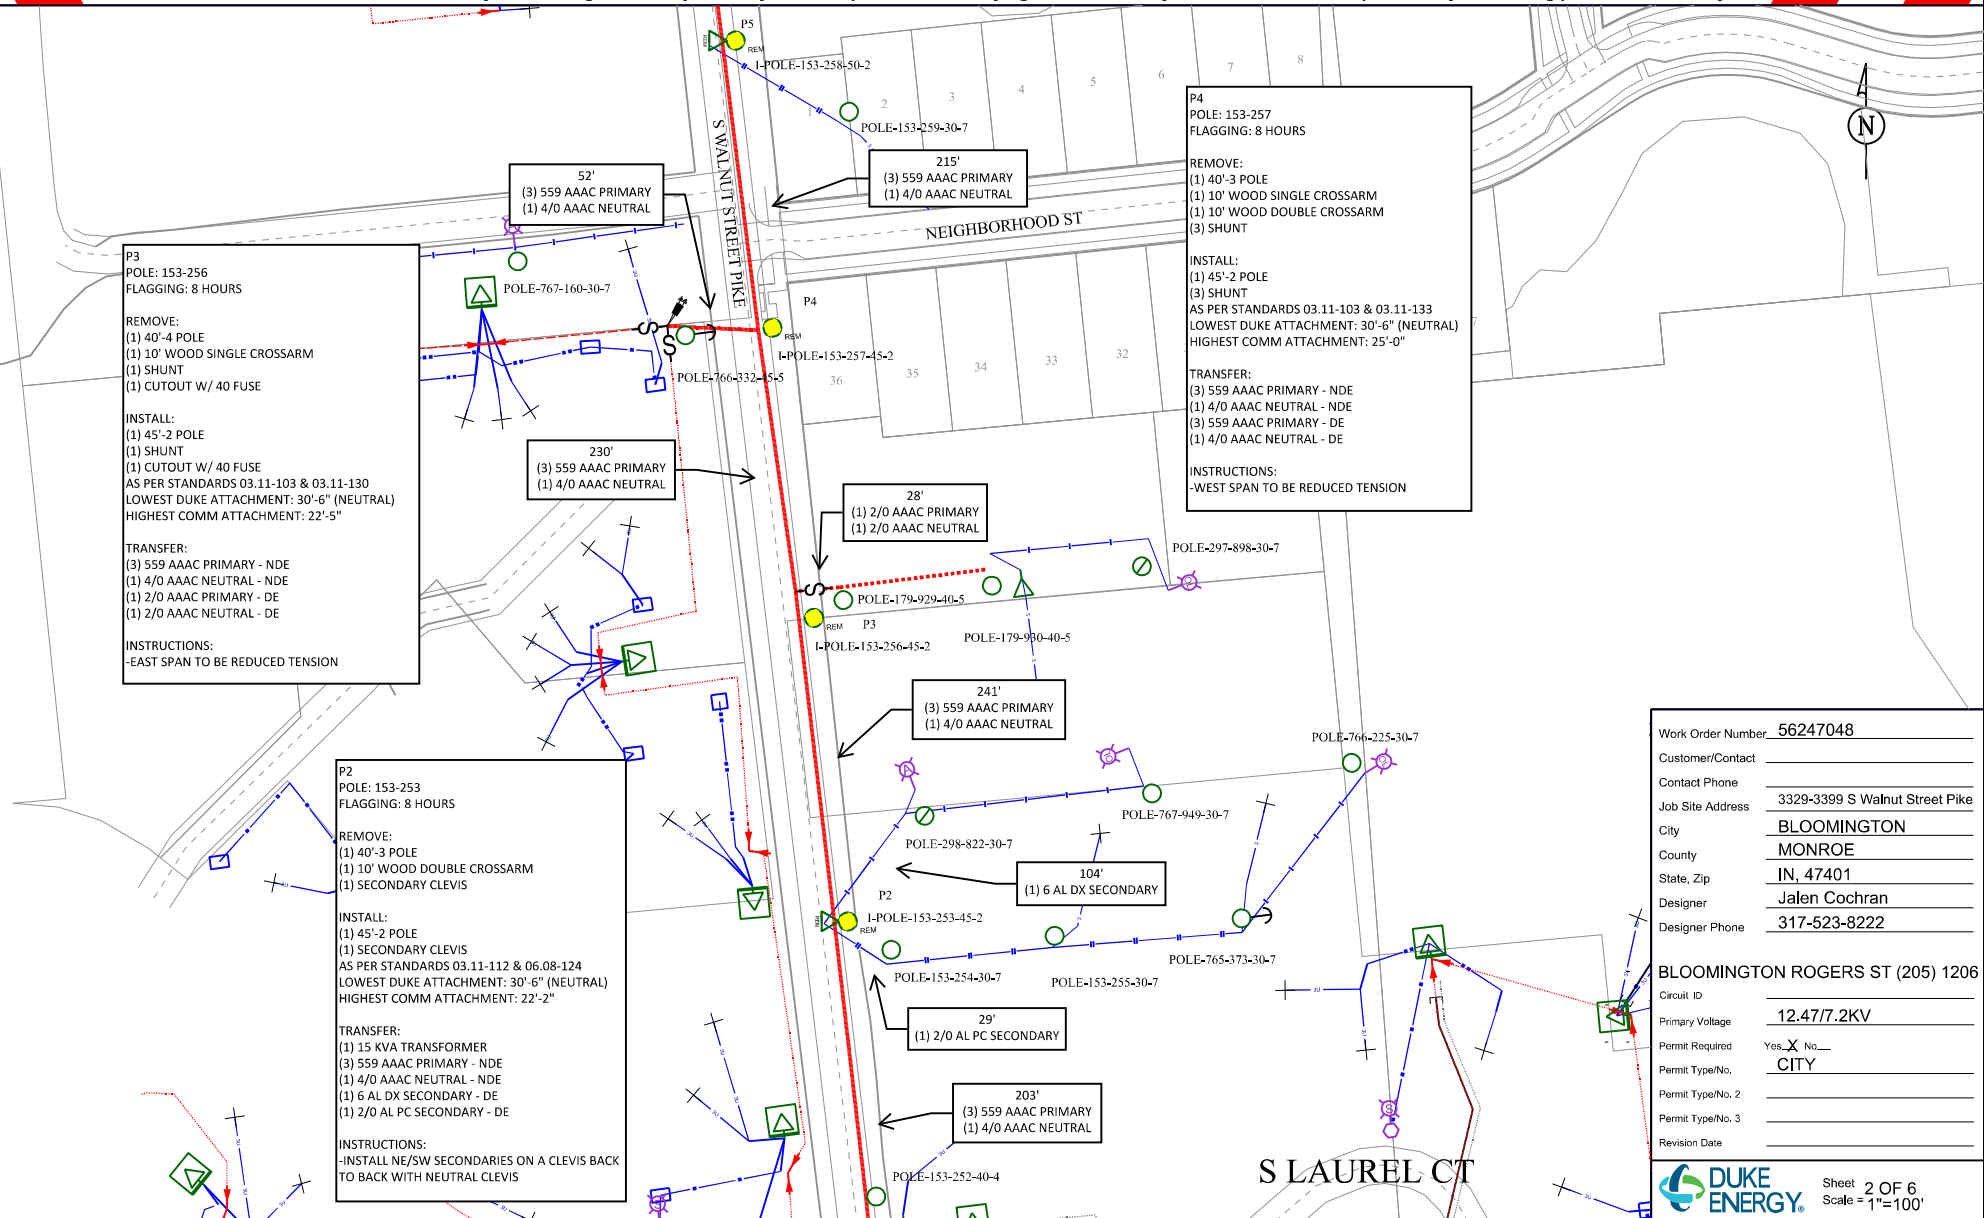 P5
REM
REM
I-POLE-153-258-50-2
1
2
3
4
5
6
7
8
POLE-153-259-30-7
S WALNUT STREET PIKE
NEIGHBORHOOD ST
N
52'
(3) 559 AAAC PRIMARY
(1) 4/0 AAAC NEUTRAL
215'
(3) 559 AAAC PRIMARY
(1) 4/0 AAAC NEUTRAL
P4
POLE: 153-257
FLAGGING: 8 HOURS
REMOVE:
(1) 40'-3 POLE
(1) 10' WOOD SINGLE CROSSARM
(1) 10' WOOD DOUBLE CROSSARM
(3) SHUNT
INSTALL:
(1) 45'-2 POLE
(3) SHUNT
AS PER STANDARDS 03.11-103 & 03.11-133
LOWEST DUKE ATTACHMENT: 30'-6" (NEUTRAL)
HIGHEST COMM ATTACHMENT: 25'-0"
TRANSFER:
(3) 559 AAAC PRIMARY - NDE
(1) 4/0 AAAC NEUTRAL - NDE
(3) 559 AAAC PRIMARY - DE
(1) 4/0 AAAC NEUTRAL - DE
INSTRUCTIONS:
-WEST SPAN TO BE REDUCED TENSION
P3
POLE: 153-256
FLAGGING: 8 HOURS
REMOVE:
(1) 40'-4 POLE
(1) 10' WOOD SINGLE CROSSARM
(1) SHUNT
(1) CUTOUT W/ 40 FUSE
INSTALL:
(1) 45'-2 POLE
(1) SHUNT
(1) CUTOUT W/ 40 FUSE
AS PER STANDARDS 03.11-103 & 03.11-130
LOWEST DUKE ATTACHMENT: 30'-6" (NEUTRAL)
HIGHEST COMM ATTACHMENT: 22'-5"
TRANSFER:
(3) 559 AAAC PRIMARY - NDE
(1) 4/0 AAAC NEUTRAL - NDE
(1) 2/0 AAAC PRIMARY - DE
(1) 2/0 AAAC NEUTRAL - DE
INSTRUCTIONS:
-EAST SPAN TO BE REDUCED TENSION
POLE-767-160-30-7
P4
REM
S
S
I-POLE-153-257-45-2
POLE-766-332-45-5
36
35
34
33
32
230'
(3) 559 AAAC PRIMARY
(1) 4/0 AAAC NEUTRAL
28'
(1) 2/0 AAAC PRIMARY
(1) 2/0 AAAC NEUTRAL
POLE-297-898-30-7
S
POLE-179-929-40-5
REM
P3
POLE-179-930-40-5
I-POLE-153-256-45-2
241'
(3) 559 AAAC PRIMARY
(1) 4/0 AAAC NEUTRAL
POLE-766-225-30-7
POLE-767-949-30-7
POLE-298-822-30-7
104'
(1) 6 AL DX SECONDARY
P2
REM
I-POLE-153-253-45-2
REM
POLE-153-254-30-7
POLE-153-255-30-7
POLE-765-373-30-7
29'
(1) 2/0 AL PC SECONDARY
203'
(3) 559 AAAC PRIMARY
(1) 4/0 AAAC NEUTRAL
POLE-153-252-40-4
S LAUREL CT
P2
POLE: 153-253
FLAGGING: 8 HOURS
REMOVE:
(1) 40'-3 POLE
(1) 10' WOOD DOUBLE CROSSARM
(1) SECONDARY CLEVIS
INSTALL:
(1) 45'-2 POLE
(1) SECONDARY CLEVIS
AS PER STANDARDS 03.11-112 & 06.08-124
LOWEST DUKE ATTACHMENT: 30'-6" (NEUTRAL)
HIGHEST COMM ATTACHMENT: 22'-2"
TRANSFER:
(1) 15 KVA TRANSFORMER
(3) 559 AAAC PRIMARY - NDE
(1) 4/0 AAAC NEUTRAL - NDE
(1) 6 AL DX SECONDARY - DE
(1) 2/0 AL PC SECONDARY - DE
INSTRUCTIONS:
-INSTALL NE/SW SECONDARIES ON A CLEVIS BACK
TO BACK WITH NEUTRAL CLEVIS
Work Order Number 56247048
Customer/Contact
Contact Phone
Job Site Address 3329-3399 S Walnut Street Pike
City BLOOMINGTON
County MONROE
State, Zip IN, 47401
Designer Jalen Cochran
Designer Phone 317-523-8222
BLOOMINGTON ROGERS ST (205) 1206
Circuit ID
Primary Voltage 12.47/7.2KV
Permit Required Yes X No
Permit Type/No. CITY
Permit Type/No. 2
Permit Type/No. 3
Revision Date
DUKE ENERGY.
Sheet 2 OF 6
Scale = 1"=100'